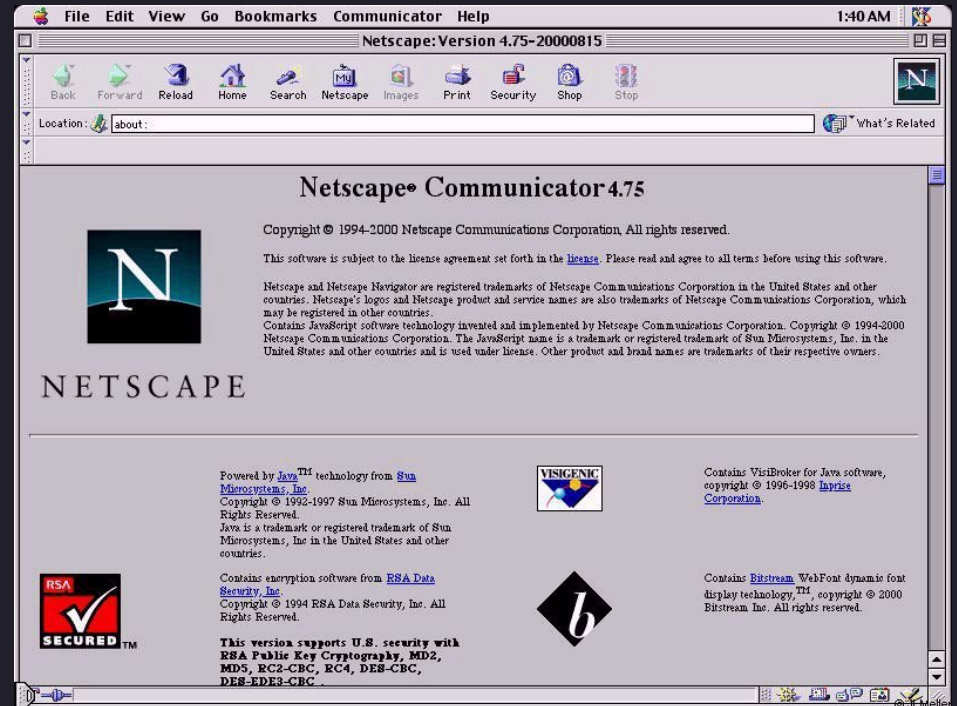 File Edit View Go Bookmarks Communicator Help 1:40 AM
Netscape: Version 4.75-20000815
Back Forward Reload Home Search Netscape Images Print Security Shop Stop
My
N
Location: about: What's Related
Netscape® Communicator 4.75
Copyright © 1994-2000 Netscape Communications Corporation, All rights reserved.
This software is subject to the license agreement set forth in the license. Please read and agree to all terms before using this software.
Netscape and Netscape Navigator are registered trademarks of Netscape Communications Corporation in the United States and other
countries. Netscape's logos and Netscape product and service names are also trademarks of Netscape Communications Corporation, which
may be registered in other countries.
Contains JavaScript software technology invented and implemented by Netscape Communications Corporation. Copyright © 1994-2000
Netscape Communications Corporation. The JavaScript name is a trademark or registered trademark of Sun Microsystems, Inc. in the
United States and other countries and is used under license. Other product and brand names are trademarks of their respective owners.
N
NETSCAPE
Powered by Java™ technology from Sun
Microsystems, Inc.
Copyright © 1992-1997 Sun Microsystems, Inc. All
Rights Reserved.
Java is a trademark or registered trademark of Sun
Microsystems, Inc in the United States and other
countries.
VISIGENIC
Contains VisiBroker for Java software,
copyright © 1996-1998 Inprise
Corporation.
RSA
SECURED™
Contains encryption software from RSA Data
Security, Inc.
Copyright © 1994 RSA Data Security, Inc. All
Rights Reserved.
This version supports U.S. security with
RSA Public Key Cryptography, MD2,
MD5, RC2-CBC, RC4, DES-CBC,
DES-EDE3-CBC .
b
Contains Bitstream WebFont dynamic font
display technology,™, copyright © 2000
Bitstream Inc. All rights reserved.